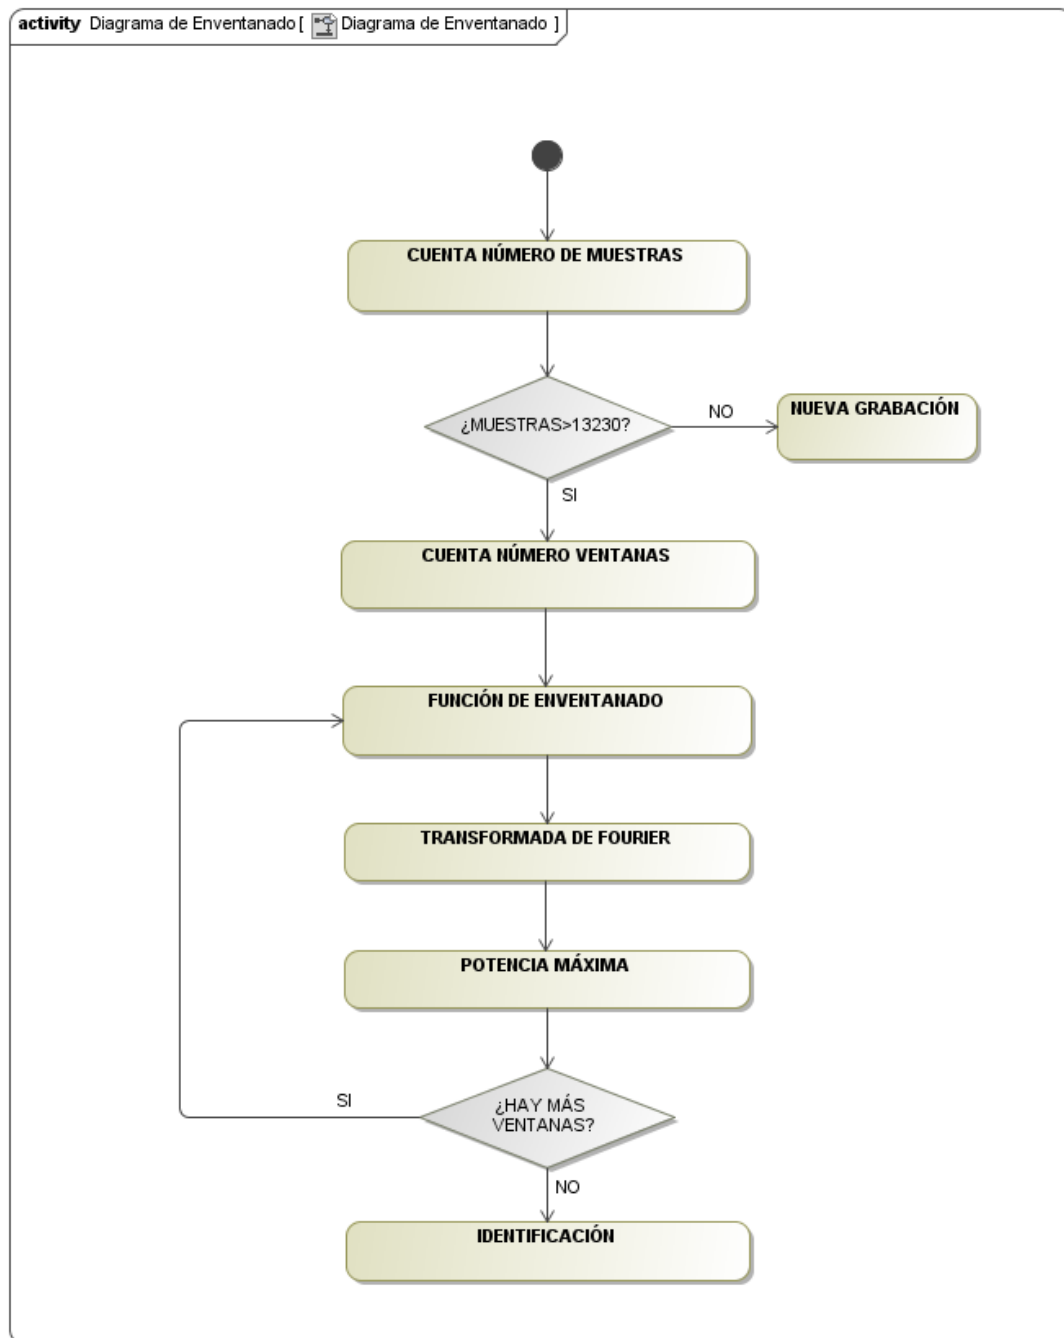 activity Diagrama de Enventanado [ Diagrama de Enventanado ]
CUENTA NÚMERO DE MUESTRAS
¿MUESTRAS>13230?
NO
NUEVA GRABACIÓN
SI
CUENTA NÚMERO VENTANAS
FUNCIÓN DE ENVENTANADO
TRANSFORMADA DE FOURIER
POTENCIA MÁXIMA
SI
¿HAY MÁS
VENTANAS?
NO
IDENTIFICACIÓN